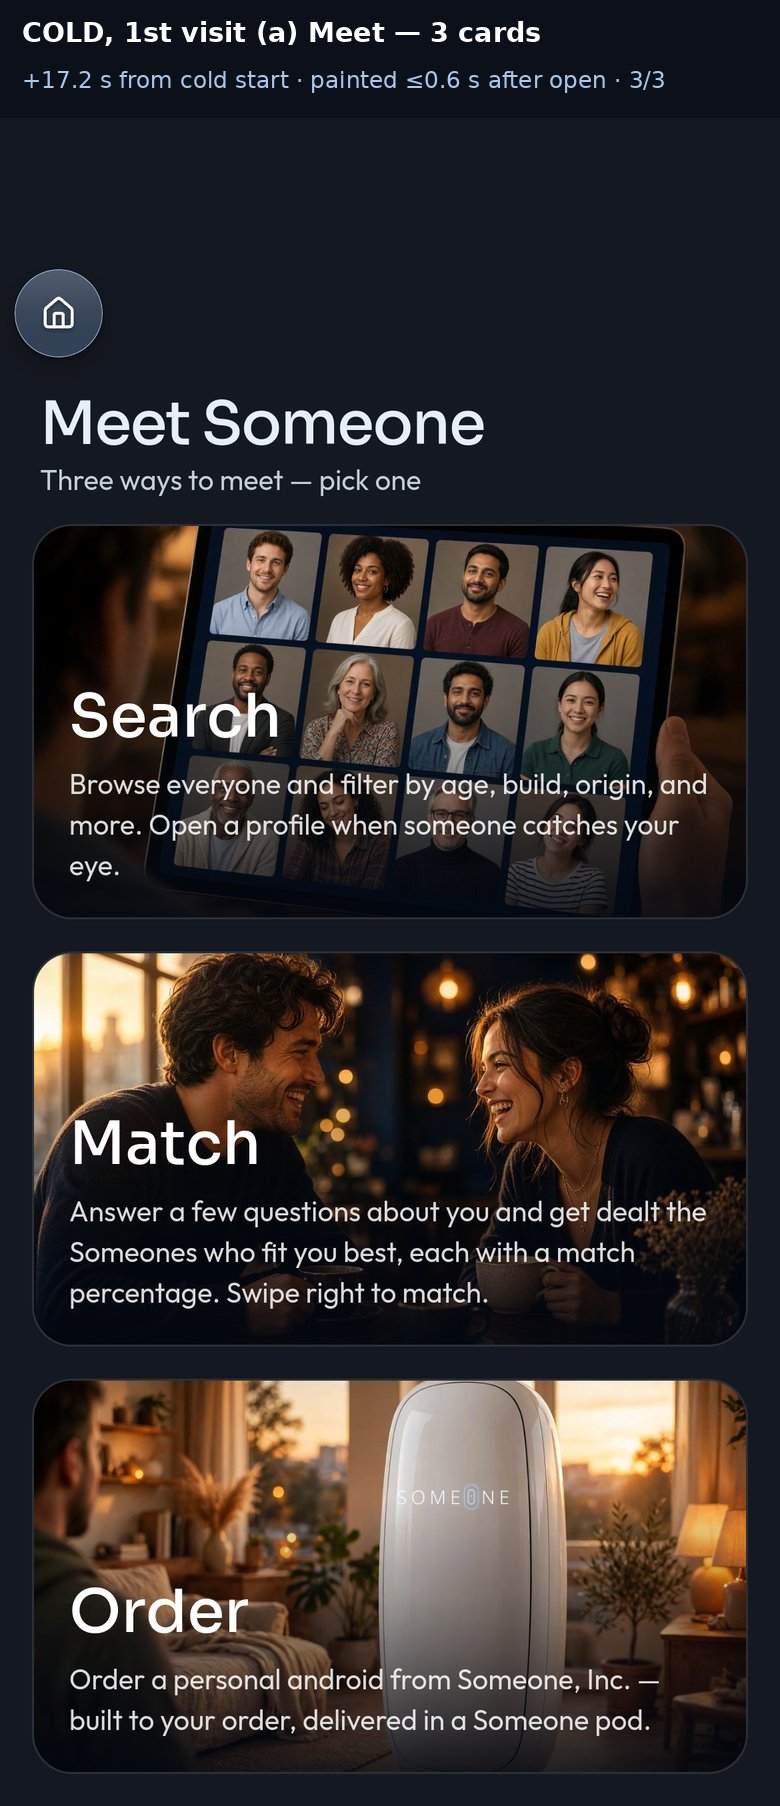 COLD, 1st visit (a) Meet — 3 cards
+17.2 s from cold start · painted ≤0.6 s after open · 3/3
Meet Someone
Three ways to meet — pick one
Search
Browse everyone and filter by age, build, origin, and
more. Open a profile when someone catches your
eye.
Match
Answer a few questions about you and get dealt the
Someones who fit you best, each with a match
percentage. Swipe right to match.
SOMEONE
Order
Order a personal android from Someone, Inc. —
built to your order, delivered in a Someone pod.